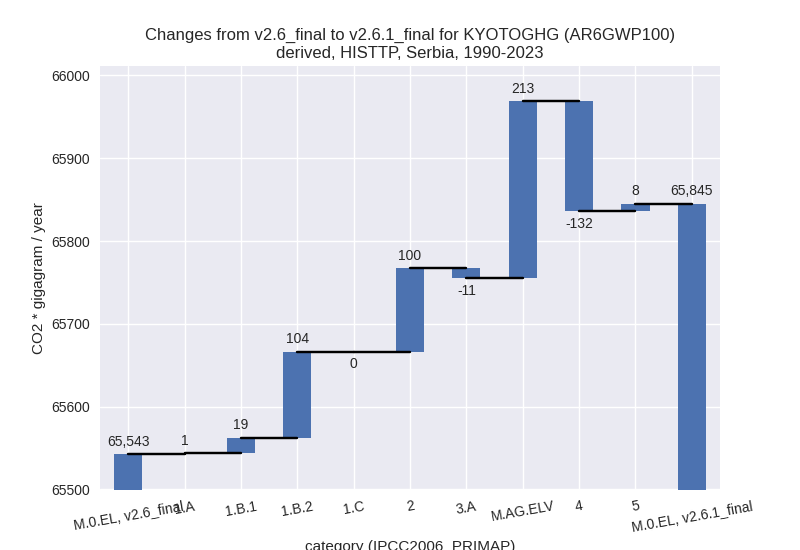 Changes from v2.6_final to v2.6.1_final for KYOTOGHG (AR6GWP100)
derived, HISTTP, Serbia, 1990-2023
66000
65900
65800
65700
65600
65500
CO2 * gigagram / year
65,543
1
19
104
0
100
-11
213
-132
8
65,845
M.0.EL, v2.6_final
1.A
1.B.1
1.B.2
1.C
2
3.A
M.AG.ELV
4
5
M.0.EL, v2.6.1_final
category (IPCC2006_PRIMAP)